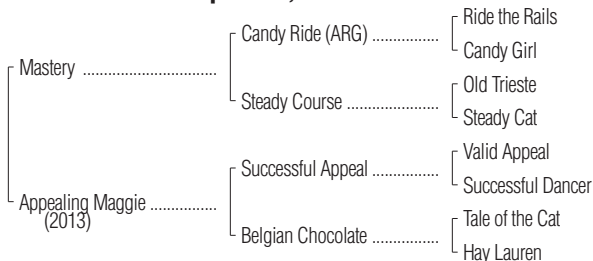 Ride the Rails
Candy Ride (ARG) ................
Candy Girl
Mastery ................................
Old Trieste
Steady Course .......................
Steady Cat
Valid Appeal
Successful Appeal ................
Successful Dancer
Appealing Maggie ................
(2013)
Tale of the Cat
Belgian Chocolate ................
Hay Lauren